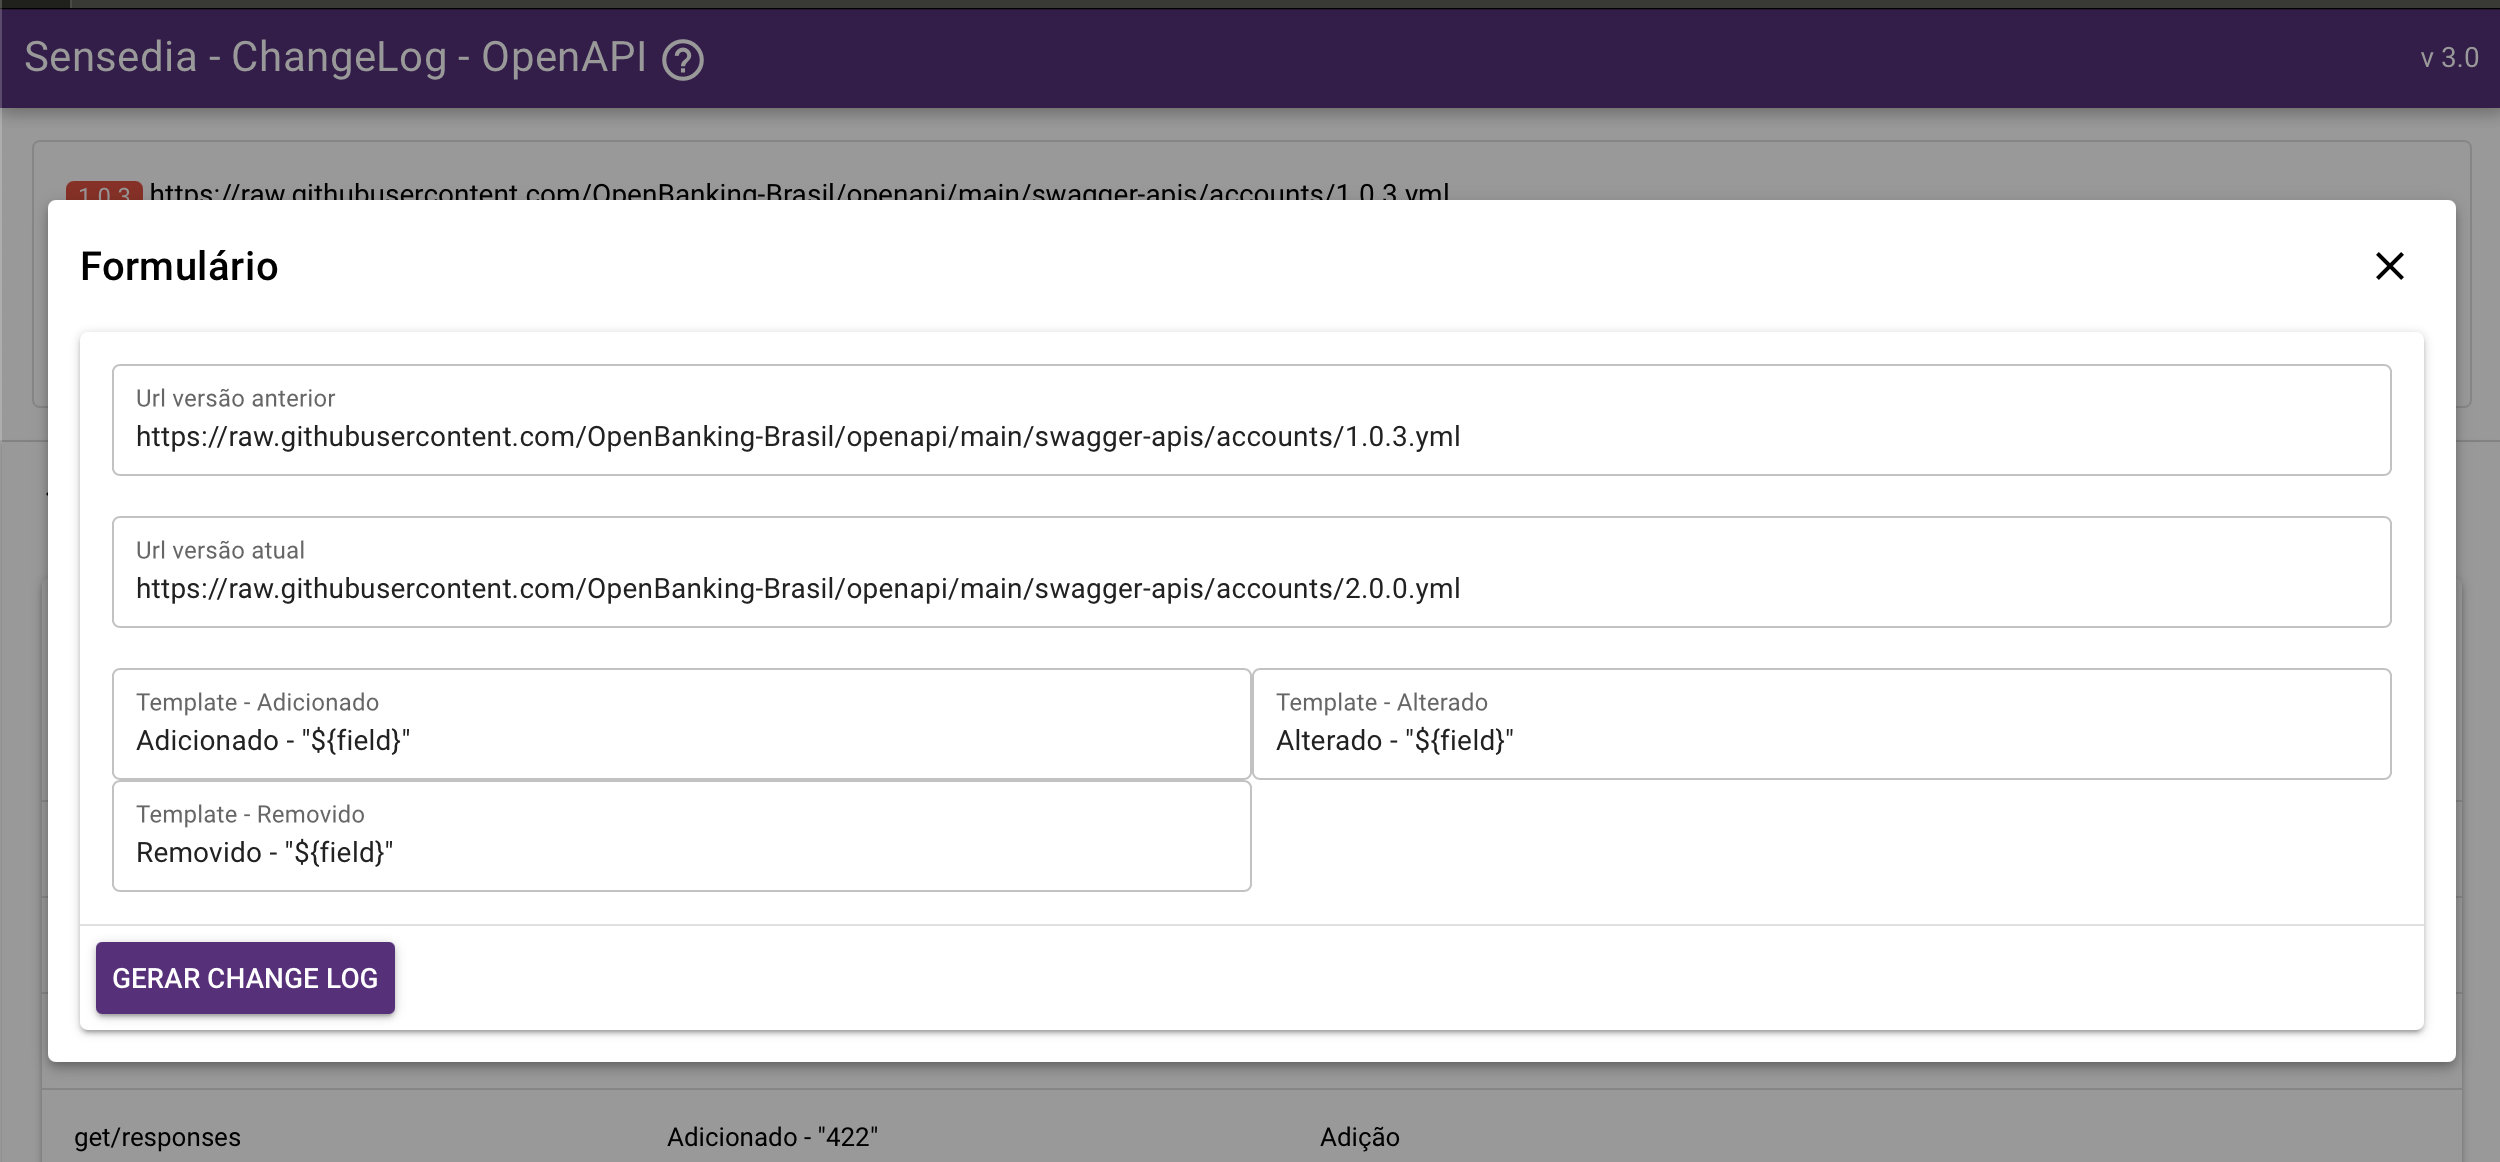 Sensedia - ChangeLog - OpenAPI ?
v 3.0
1.0.3 https://raw.githubusercontent.com/OpenBanking-Brasil/openapi/main/swagger-apis/accounts/1.0.3.yml
Formulário
Url versão anterior
https://raw.githubusercontent.com/OpenBanking-Brasil/openapi/main/swagger-apis/accounts/1.0.3.yml
Url versão atual
https://raw.githubusercontent.com/OpenBanking-Brasil/openapi/main/swagger-apis/accounts/2.0.0.yml
Template - Adicionado
Adicionado - "${field}"
Template - Alterado
Alterado - "${field}"
Template - Removido
Removido - "${field}"
GERAR CHANGE LOG
get/responses
Adicionado - "422"
Adição